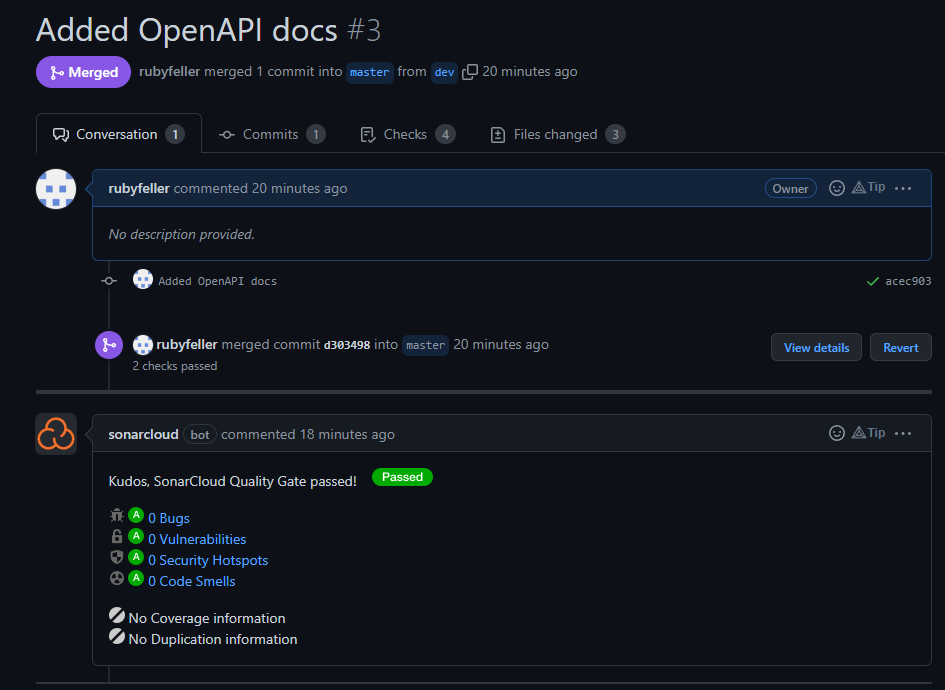 Added OpenAPI docs #3
Merged rubyfeller merged 1 commit into master from dev 20 minutes ago
Conversation 1 Commits 1 Checks 4 Files changed 3
rubyfeller commented 20 minutes ago Owner Tip
No description provided.
Added OpenAPI docs acec903
rubyfeller merged commit d303498 into master 20 minutes ago View details Revert
2 checks passed
sonarcloud bot commented 18 minutes ago Tip
Kudos, SonarCloud Quality Gate passed! Passed
A 0 Bugs
A 0 Vulnerabilities
A 0 Security Hotspots
A 0 Code Smells
No Coverage information
No Duplication information